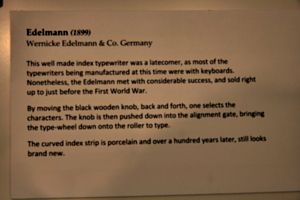 Edelmann (1899)
Wernicke Edelmann & Co. Germany
This well made index typewriter was a latecomer, as most of the
typewriters being manufactured at this time were with keyboards.
Nonetheless, the Edelmann met with considerable success, and sold right
up to just before the First World War.
By moving the black wooden knob, back and forth, one selects the
characters. The knob is then pushed down into the alignment gate, bringing
the type-wheel down onto the roller to type.
The curved index strip is porcelain and over a hundred years later, still looks
brand new.